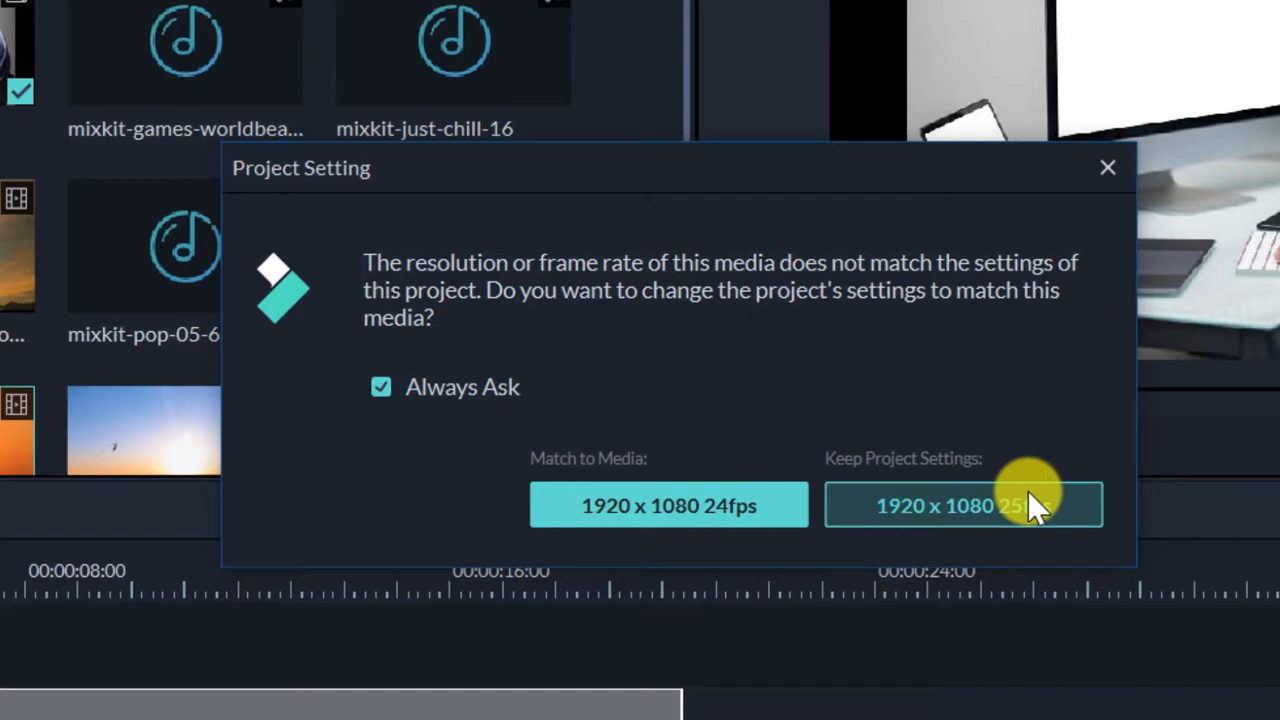 mixkit-games-worldbea...
mixkit-just-chill-16
Project Setting
The resolution or frame rate of this media does not match the settings of
this project. Do you want to change the project's settings to match this
media?
o...
mixkit-pop-05-6
Always Ask
Match to Media:
Keep Project Settings:
1920 x 1080 24fps
1920 x 1080 25fps
00:00:08:00
00:00:16:00
00:00:24:00